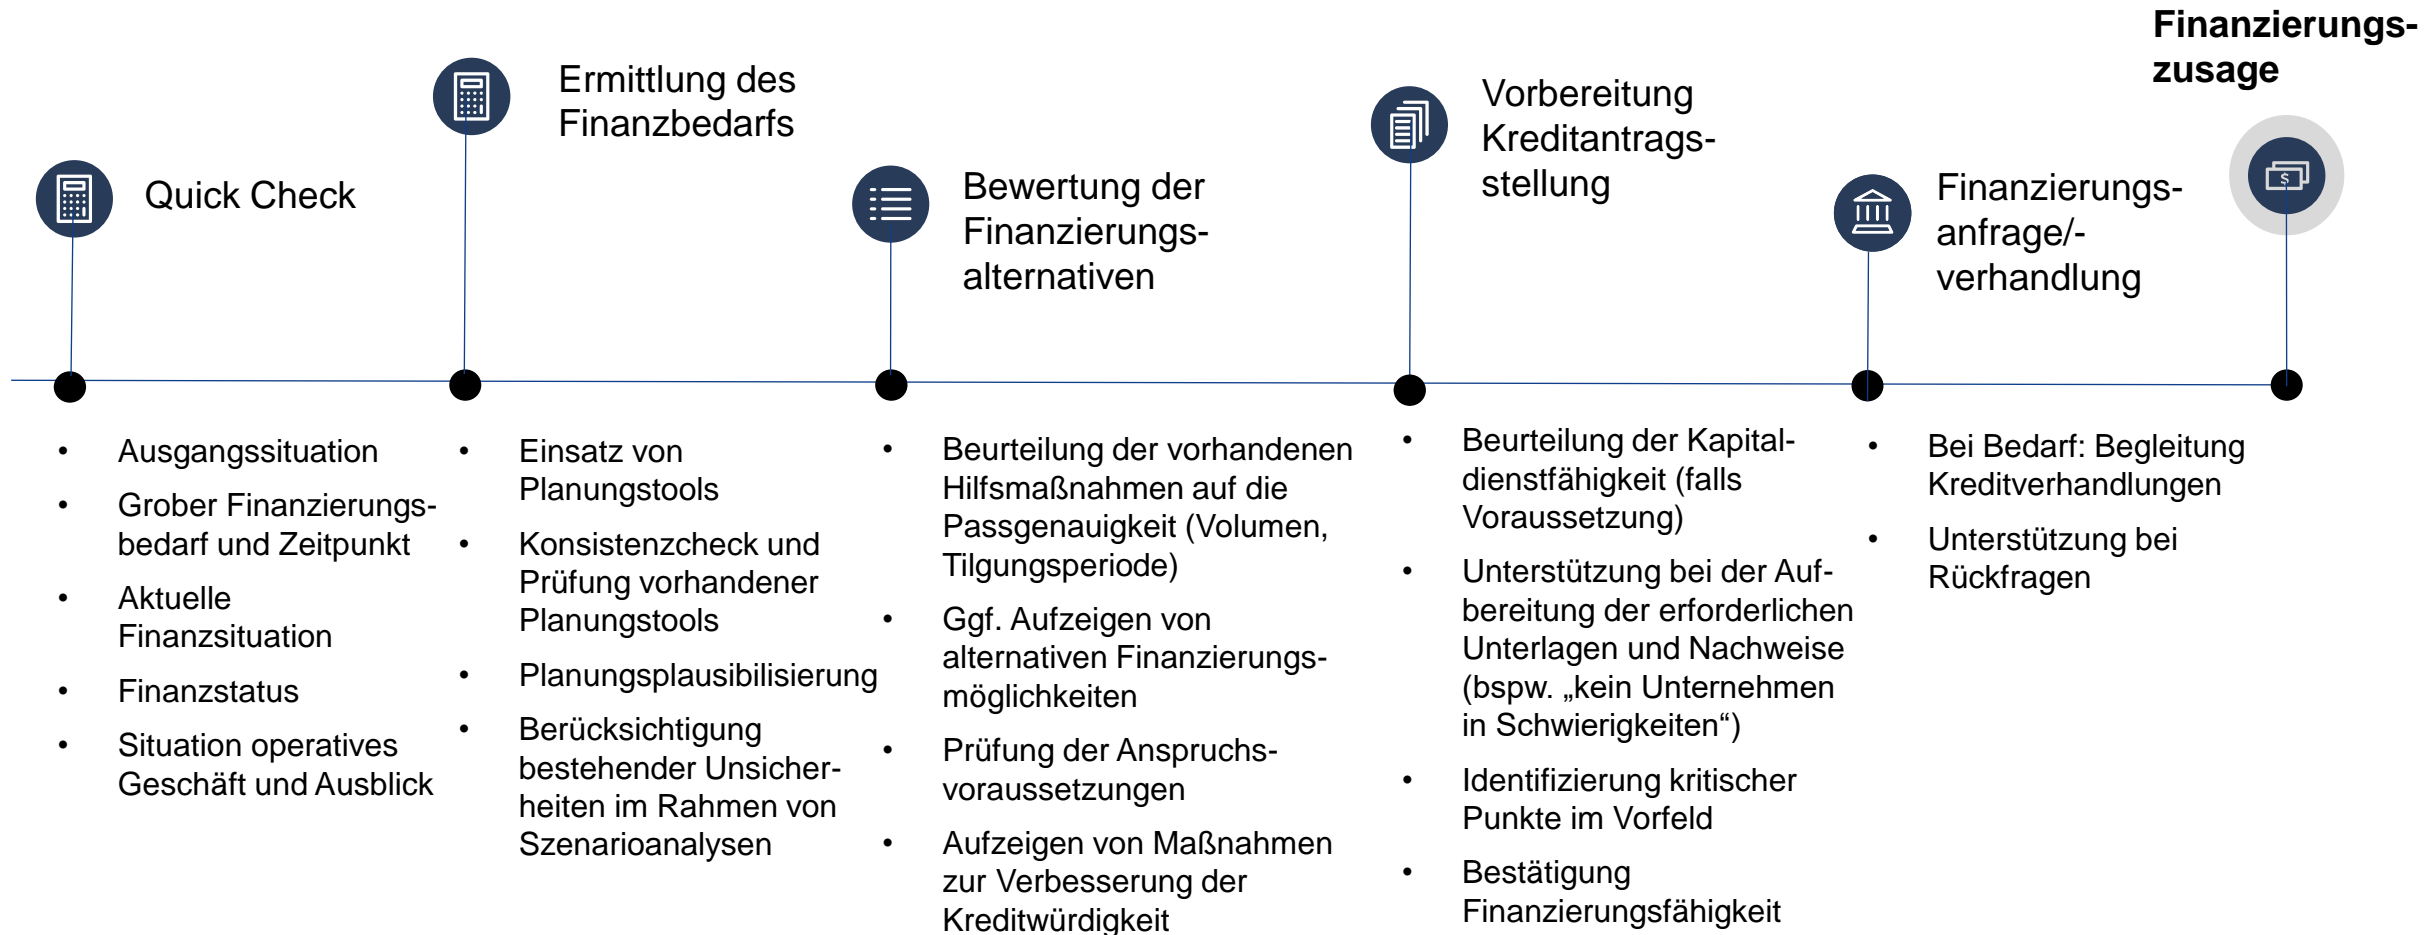 Quick Check
• Ausgangssituation
• Grober Finanzierungs-
bedarf und Zeitpunkt
• Aktuelle
Finanzsituation
• Finanzstatus
• Situation operatives
Geschäft und Ausblick
Ermittlung des
Finanzbedarfs
• Einsatz von
Planungstools
• Konsistenzcheck und
Prüfung vorhandener
Planungstools
• Planungsplausibilisierung
• Berücksichtigung
bestehender Unsicher-
heiten im Rahmen von
Szenarioanalysen
Bewertung der
Finanzierungs-
alternativen
• Beurteilung der vorhandenen
Hilfsmaßnahmen auf die
Passgenauigkeit (Volumen,
Tilgungsperiode)
• Ggf. Aufzeigen von
alternativen Finanzierungs-
möglichkeiten
• Prüfung der Anspruchs-
voraussetzungen
• Aufzeigen von Maßnahmen
zur Verbesserung der
Kreditwürdigkeit
Vorbereitung
Kreditantrags-
stellung
• Beurteilung der Kapital-
dienstfähigkeit (falls
Voraussetzung)
• Unterstützung bei der Auf-
bereitung der erforderlichen
Unterlagen und Nachweise
(bspw. „kein Unternehmen
in Schwierigkeiten“)
• Identifizierung kritischer
Punkte im Vorfeld
• Bestätigung
Finanzierungsfähigkeit
Finanzierungs-
anfrage/-
verhandlung
• Bei Bedarf: Begleitung
Kreditverhandlungen
• Unterstützung bei
Rückfragen
Finanzierungs-
zusage
$